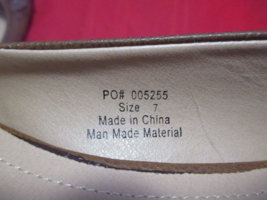 PO# 005255
Size 7
Made in China
Man Made Material